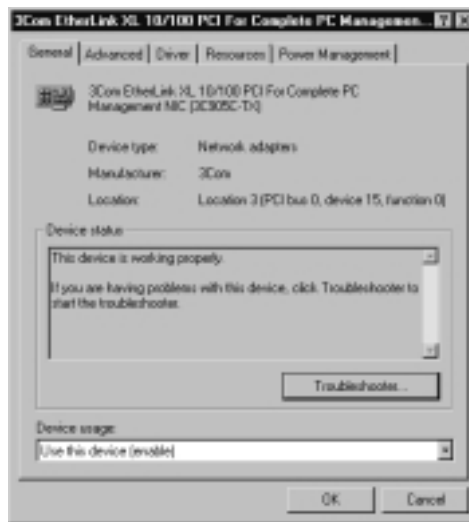 3Com EtherLink XL 10/100 PCI For Complete PC Managemen...
General Advanced Driver Resources Power Management
3Com EtherLink XL 10/100 PCI For Complete PC
Management NIC (3C905C-TX)
Device type: Network adapters
Manufacturer: 3Com
Location: Location 3 (PCI bus 0, device 15, function 0)
Device status
This device is working properly.
If you are having problems with this device, click Troubleshooter to
start the troubleshooter.
Troubleshooter...
Device usage:
Use this device (enable)
OK Cancel